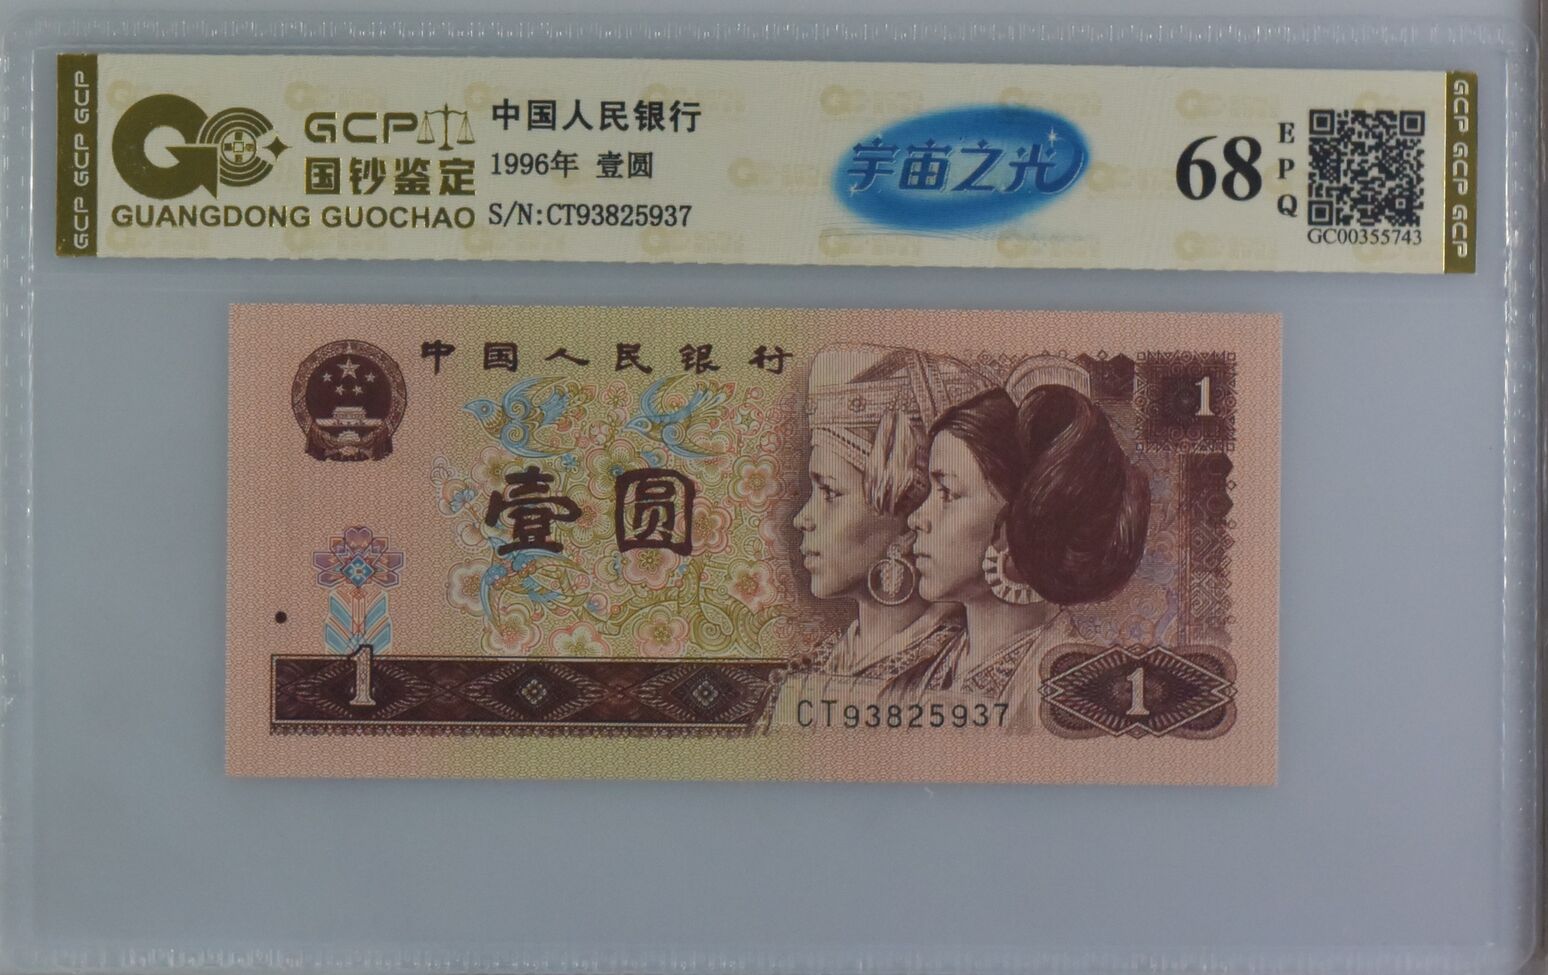 GCP GCP GCP
GCP
国钞鉴定
GUANGDONG GUOCHAO
中国人民银行
1996年 壹圆
S/N:CT93825937
宇宙之光
68
EPQ
GC00355743
GCP GCP GCP
中国人民银行
1
壹圆
1
CT93825937
1